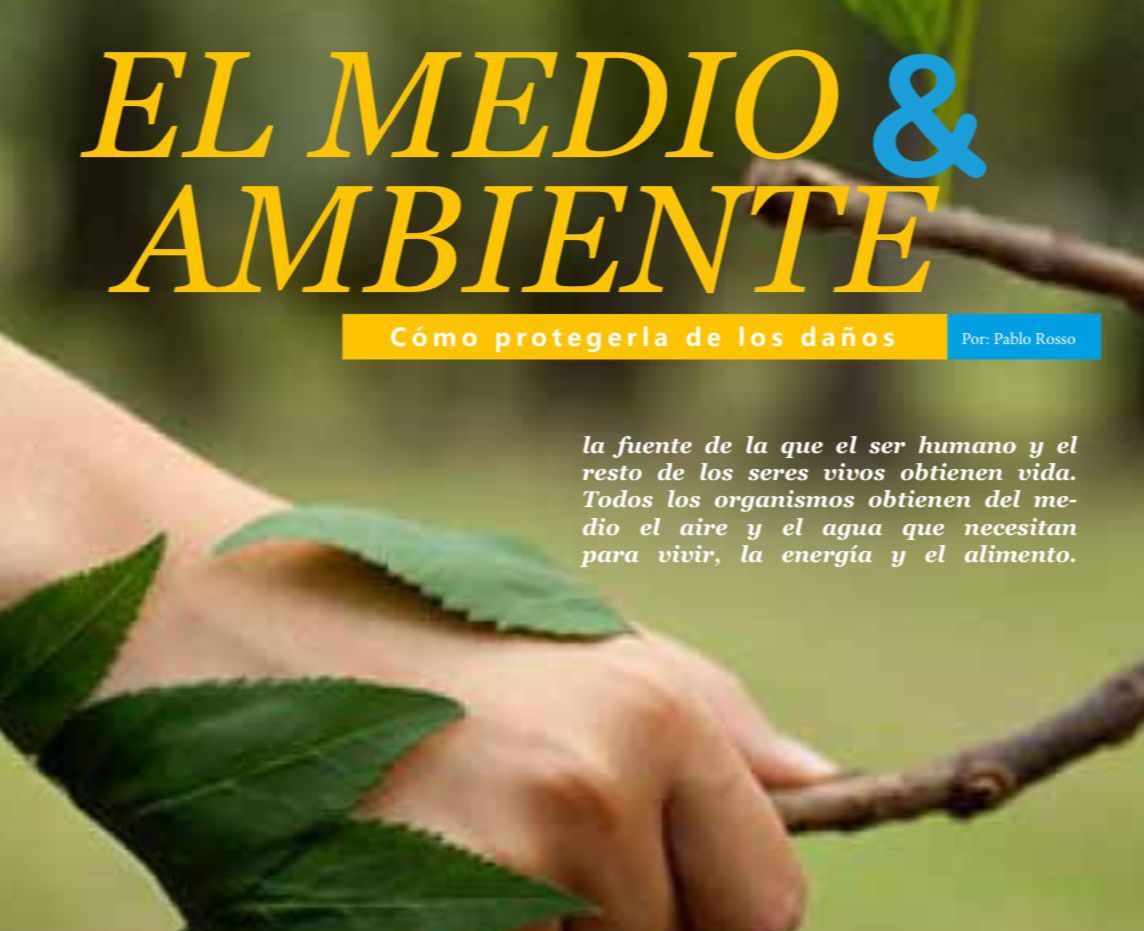 EL MEDIO &
AMBIENTE
Cómo protegerla de los daños
Por: Pablo Rosso
la fuente de la que el ser humano y el
resto de los seres vivos obtienen vida.
Todos los organismos obtienen del me-
dio el aire y el agua que necesitan
para vivir, la energía y el alimento.